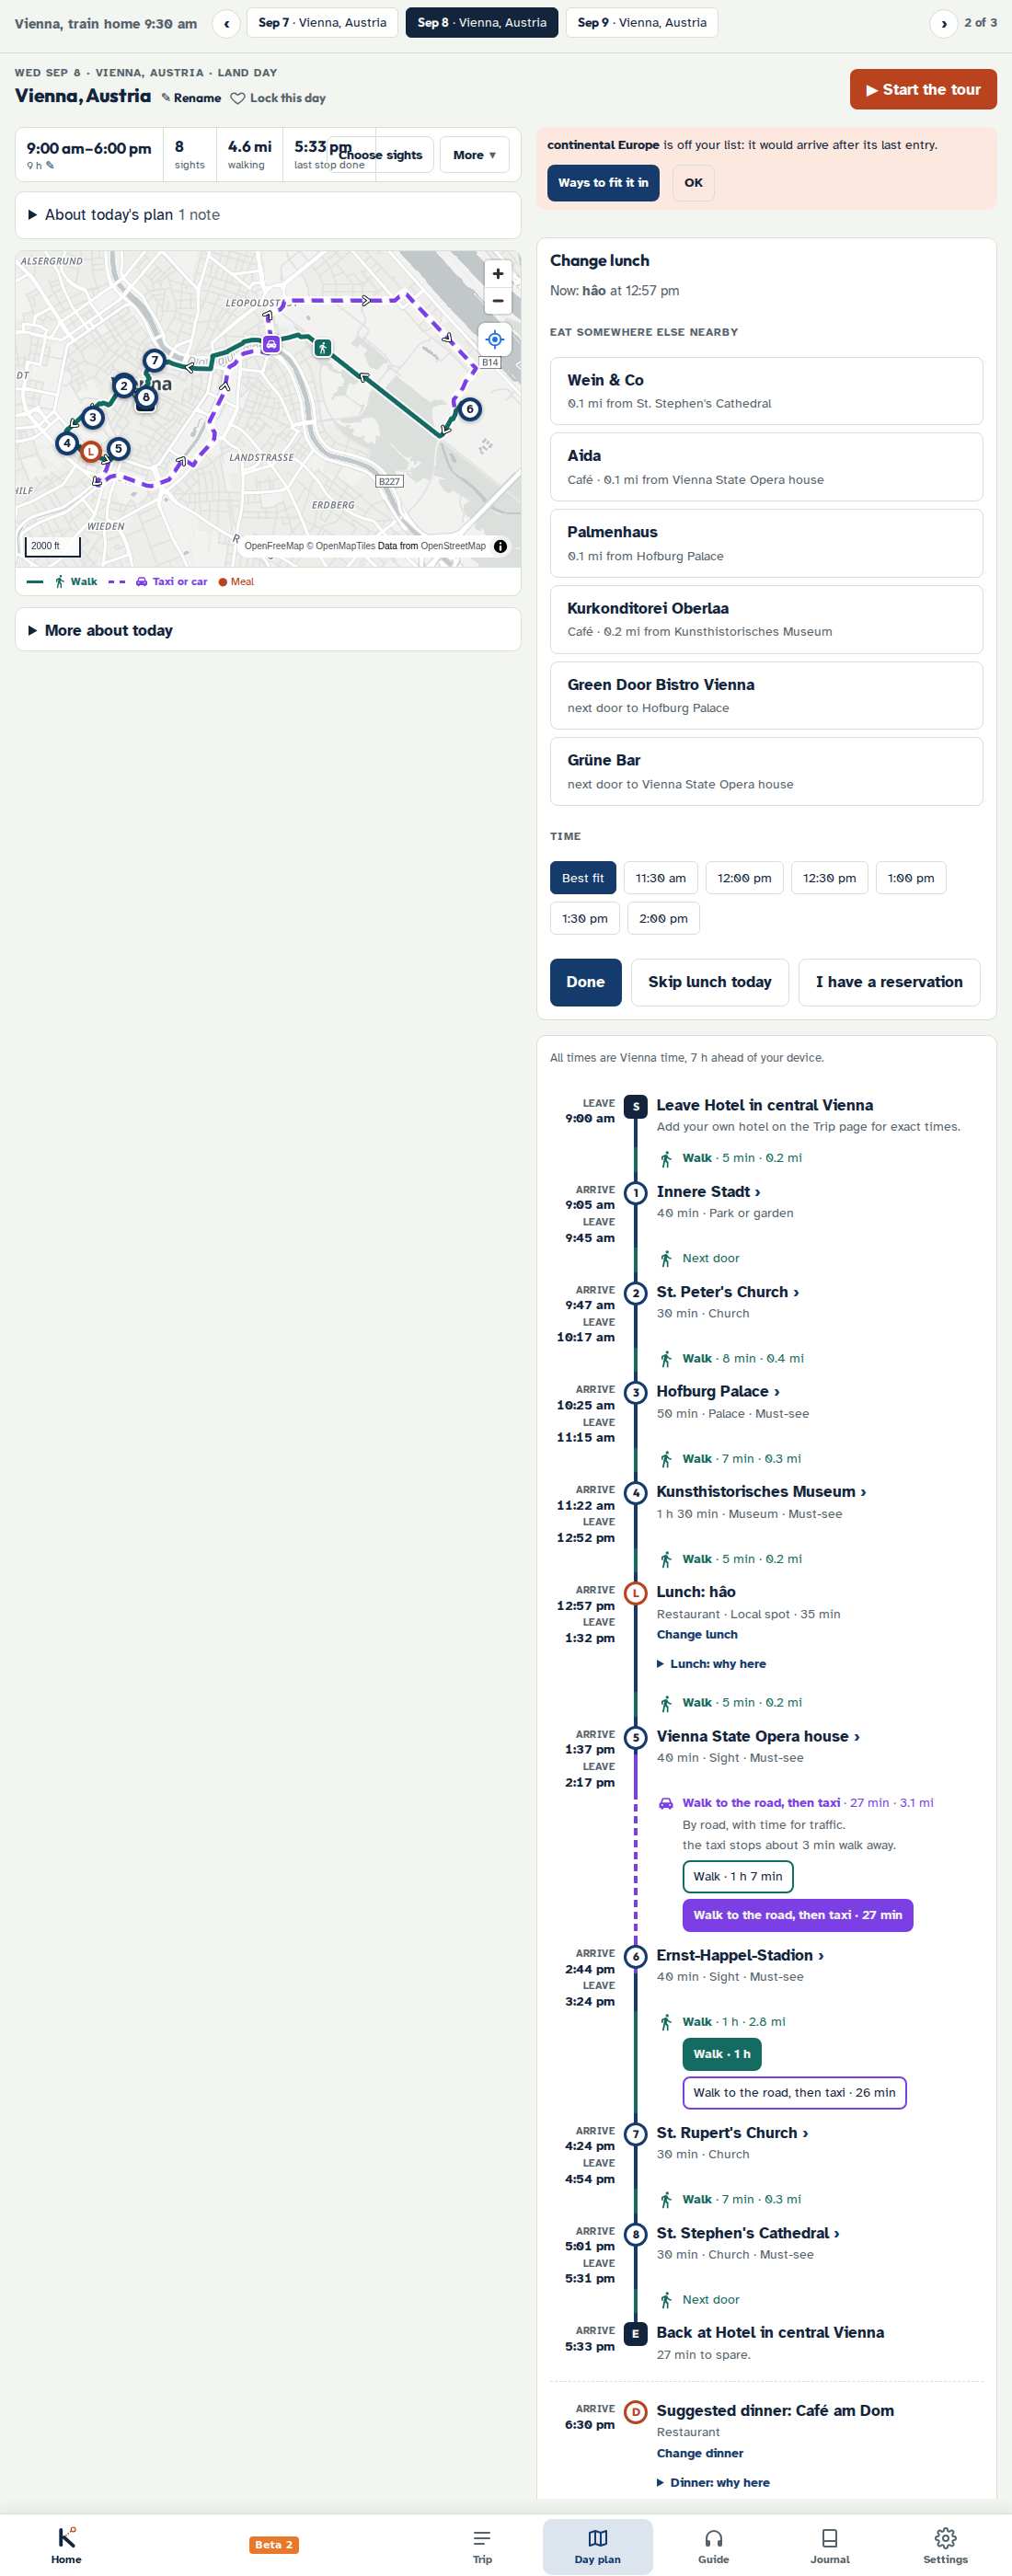 Vienna, train home 9:30 am
‹
Sep 7 · Vienna, Austria
Sep 8 · Vienna, Austria
Sep 9 · Vienna, Austria
›
2 of 3
WED SEP 8 · VIENNA, AUSTRIA · LAND DAY
Vienna, Austria ✎ Rename Lock this day
▶ Start the tour
9:00 am–6:00 pm
9 h ✎
8
sights
4.6 mi
walking
5:33 pm
last stop done
Choose sights
More ▾
▶ About today's plan 1 note
ALSERGRUND
LEOPOLDST
B14
7
2
8
na
3
6
4
L
5
LANDSTRASSE
B227
ERDBERG
WIEDEN
2000 ft
OpenFreeMap © OpenMapTiles Data from OpenStreetMap
Walk
Taxi or car
Meal
▶ More about today
continental Europe is off your list: it would arrive after its last entry.
Ways to fit it in
OK
Change lunch
Now: hâo at 12:57 pm
EAT SOMEWHERE ELSE NEARBY
Wein & Co
0.1 mi from St. Stephen's Cathedral
Aida
Café · 0.1 mi from Vienna State Opera house
Palmenhaus
0.1 mi from Hofburg Palace
Kurkonditorei Oberlaa
Café · 0.2 mi from Kunsthistorisches Museum
Green Door Bistro Vienna
next door to Hofburg Palace
Grüne Bar
next door to Vienna State Opera house
TIME
Best fit
11:30 am
12:00 pm
12:30 pm
1:00 pm
1:30 pm
2:00 pm
Done
Skip lunch today
I have a reservation
All times are Vienna time, 7 h ahead of your device.
LEAVE
9:00 am
S
Leave Hotel in central Vienna
Add your own hotel on the Trip page for exact times.
Walk · 5 min · 0.2 mi
ARRIVE
9:05 am
LEAVE
9:45 am
1
Innere Stadt ›
40 min · Park or garden
Next door
ARRIVE
9:47 am
LEAVE
10:17 am
2
St. Peter's Church ›
30 min · Church
Walk · 8 min · 0.4 mi
ARRIVE
10:25 am
LEAVE
11:15 am
3
Hofburg Palace ›
50 min · Palace · Must-see
Walk · 7 min · 0.3 mi
ARRIVE
11:22 am
LEAVE
12:52 pm
4
Kunsthistorisches Museum ›
1 h 30 min · Museum · Must-see
Walk · 5 min · 0.2 mi
ARRIVE
12:57 pm
LEAVE
1:32 pm
L
Lunch: hâo
Restaurant · Local spot · 35 min
Change lunch
▶ Lunch: why here
Walk · 5 min · 0.2 mi
ARRIVE
1:37 pm
LEAVE
2:17 pm
5
Vienna State Opera house ›
40 min · Sight · Must-see
Walk to the road, then taxi · 27 min · 3.1 mi
By road, with time for traffic.
the taxi stops about 3 min walk away.
Walk · 1 h 7 min
Walk to the road, then taxi · 27 min
ARRIVE
2:44 pm
LEAVE
3:24 pm
6
Ernst-Happel-Stadion ›
40 min · Sight · Must-see
Walk · 1 h · 2.8 mi
Walk · 1 h
Walk to the road, then taxi · 26 min
ARRIVE
4:24 pm
LEAVE
4:54 pm
7
St. Rupert's Church ›
30 min · Church
Walk · 7 min · 0.3 mi
ARRIVE
5:01 pm
LEAVE
5:31 pm
8
St. Stephen's Cathedral ›
30 min · Church · Must-see
Next door
ARRIVE
5:33 pm
E
Back at Hotel in central Vienna
27 min to spare.
ARRIVE
6:30 pm
D
Suggested dinner: Café am Dom
Restaurant
Change dinner
▶ Dinner: why here
Home
Beta 2
Trip
Day plan
Guide
Journal
Settings